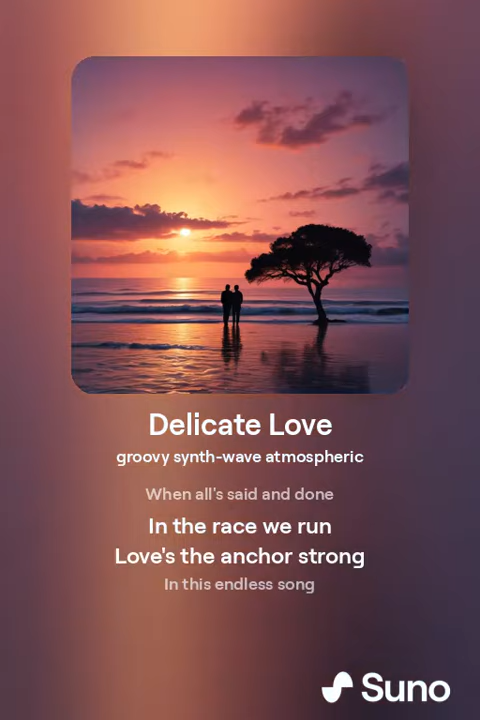 Delicate Love
groovy synth-wave atmospheric
When all's said and done
In the race we run
Love's the anchor strong
In this endless song
Suno